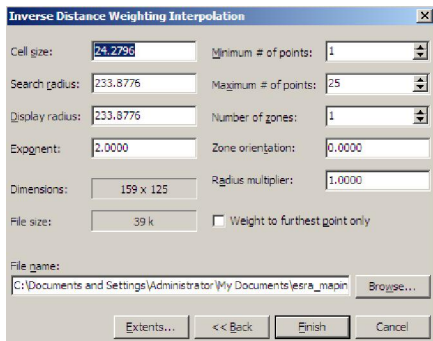 Inverse Distance Weighting Interpolation
Cell size: 24.2796 Minimum # of points: 1
Search radius: 233.8776 Maximum # of points: 25
Display radius: 233.8776 Number of zones: 1
Exponent: 2.0000 Zone orientation: 0.0000
Dimensions: 159 x 125 Radius multiplier: 1.0000
File size: 39 k Weight to furthest point only
File name:
C:\Documents and Settings\Administrator\My Documents\esra_mapin Browse...
Extents... << Back Finish Cancel